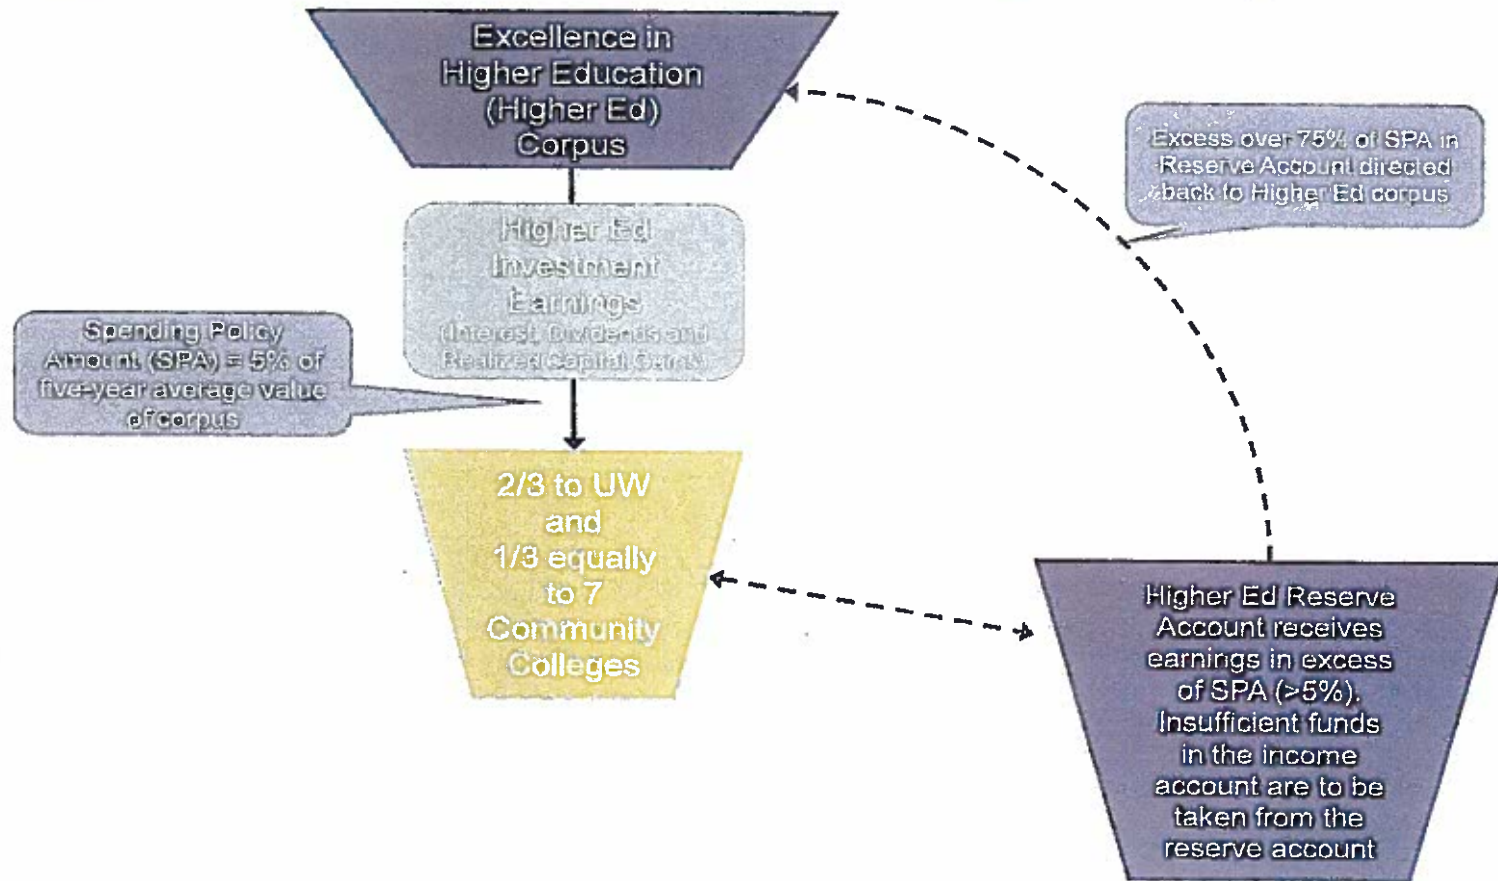 Excellence in
Higher Education
(Higher Ed)
Corpus
Excess over 75% of SPA in
Reserve Account directed
back to Higher Ed corpus
Higher Ed
Investment
Earnings
(Interest, Dividends and
Realized Capital Gains)
Spending Policy
Amount (SPA) = 5% of
five-year average value
of corpus
2/3 to UW
and
1/3 equally
to 7
Community
Colleges
Higher Ed Reserve
Account receives
earnings in excess
of SPA (>5%).
Insufficient funds
in the income
account are to be
taken from the
reserve account